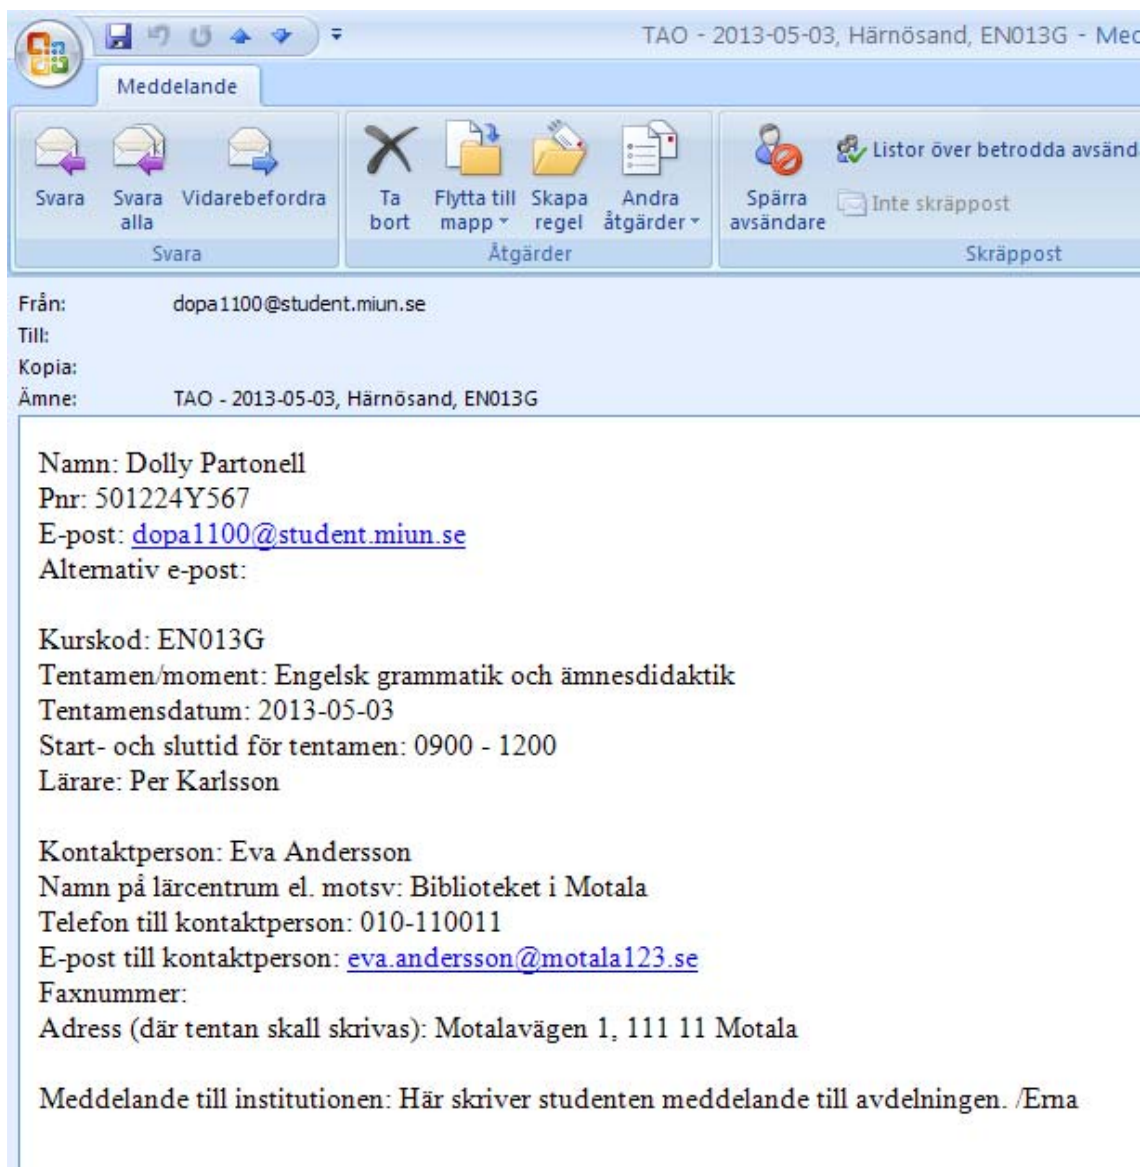 TAO - 2013-05-03, Härnösand, EN013G - Med
Meddelande
Svara
Svara alla
Vidarebefordra
Ta bort
Flytta till mapp
Skapa regel
Andra åtgärder
Spärra avsändare
Listor över betrodda avsända
Inte skräppost
Svara
Åtgärder
Skräppost
Från: dopa1100@student.miun.se
Till:
Kopia:
Ämne: TAO - 2013-05-03, Härnösand, EN013G
Namn: Dolly Partonell
Pnr: 501224Y567
E-post: dopa1100@student.miun.se
Alternativ e-post:
Kurskod: EN013G
Tentamen/moment: Engelsk grammatik och ämnesdidaktik
Tentamensdatum: 2013-05-03
Start- och sluttid för tentamen: 0900 - 1200
Lärare: Per Karlsson
Kontaktperson: Eva Andersson
Namn på lärcentrum el. motsv: Biblioteket i Motala
Telefon till kontaktperson: 010-110011
E-post till kontaktperson: eva.andersson@motala123.se
Faxnummer:
Adress (där tentan skall skrivas): Motalavägen 1, 111 11 Motala
Meddelande till institutionen: Här skriver studenten meddelande till avdelningen. /Erna